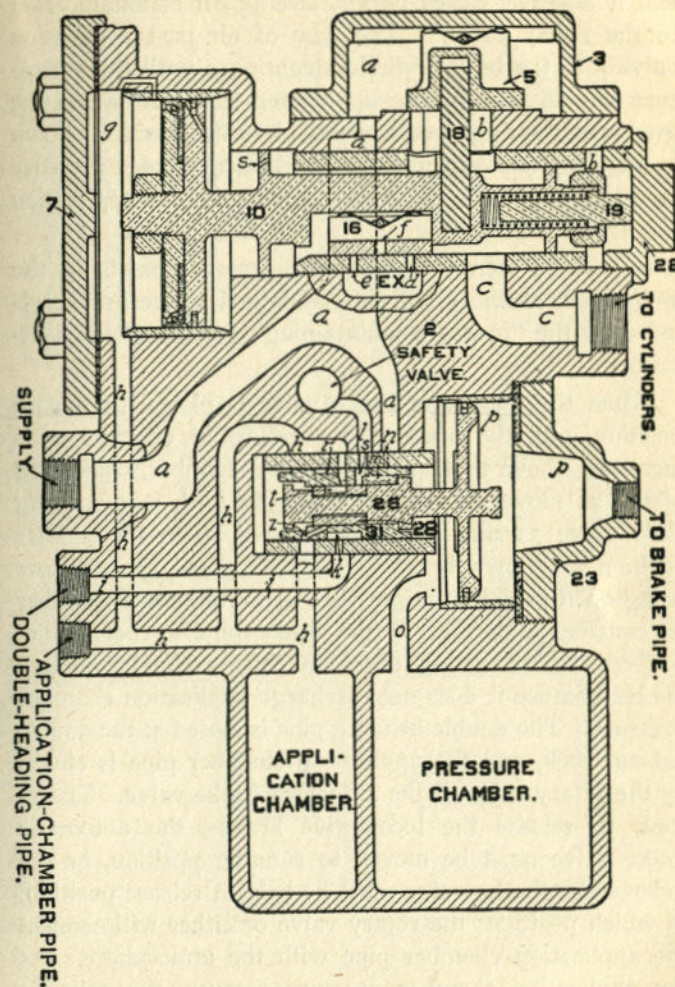 a
3
5
g
18
b
a
s
b
7
10
19
16
f
28
e EX d
c
c
a
2
SAFETY
VALVE.
TO CYLINDERS.
SUPPLY
h
a
a
h
r
l
s
n
p
p
l
26
h
31
28
k
23
TO BRAKE PIPE.
h
j
j
h
h
o
DOUBLE-HEADING PIPE.
APPLICATION-CHAMBER PIPE.
APPLI-
CATION
CHAMBER.
PRESSURE
CHAMBER.